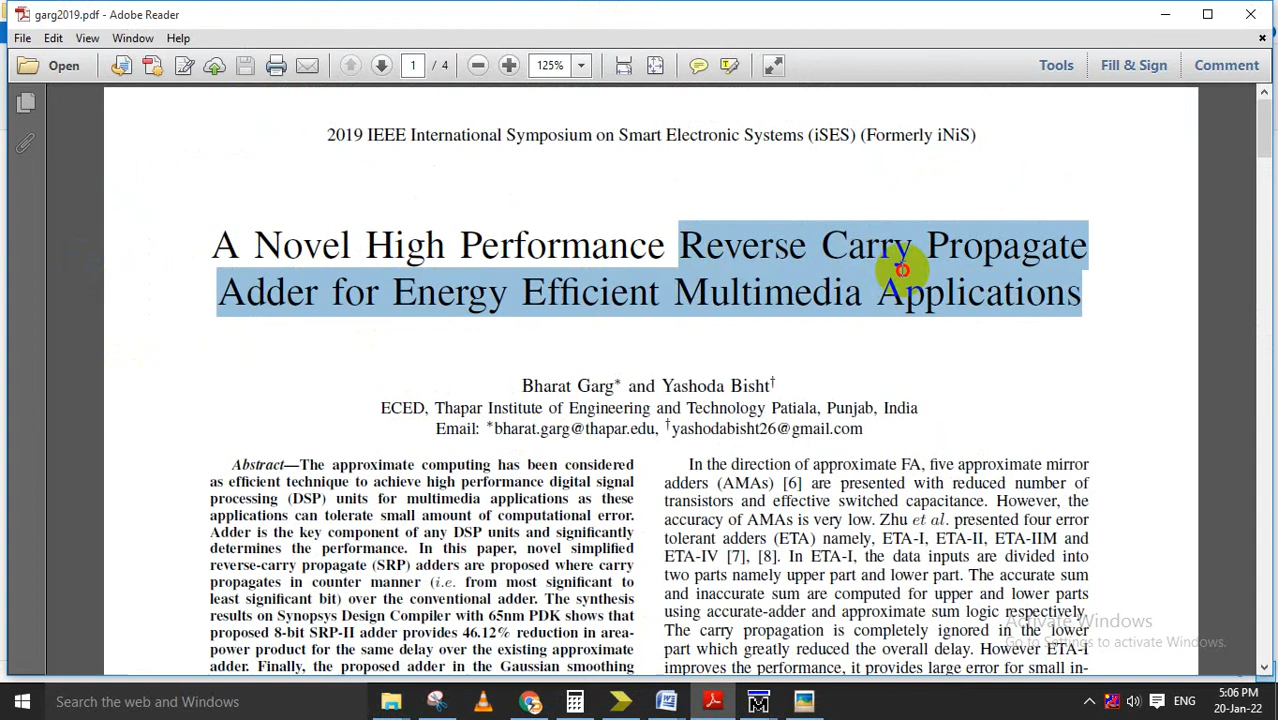 garg2019.pdf - Adobe Reader
File Edit View Window Help
Open
1 / 4
125%
Tools Fill & Sign Comment
2019 IEEE International Symposium on Smart Electronic Systems (iSES) (Formerly iNiS)
A Novel High Performance Reverse Carry Propagate
Adder for Energy Efficient Multimedia Applications
Bharat Garg* and Yashoda Bisht†
ECED, Thapar Institute of Engineering and Technology Patiala, Punjab, India
Email: *bharat.garg@thapar.edu, †yashodabisht26@gmail.com
Abstract—The approximate computing has been considered
as efficient technique to achieve high performance digital signal
processing (DSP) units for multimedia applications as these
applications can tolerate small amount of computational error.
Adder is the key component of any DSP units and significantly
determines the performance. In this paper, novel simplified
reverse-carry propagate (SRP) adders are proposed where carry
propagates in counter manner (i.e. from most significant to
least significant bit) over the conventional adder. The synthesis
results on Synopsys Design Compiler with 65nm PDK shows that
proposed 8-bit SRP-II adder provides 46.12% reduction in area-
power product for the same delay over the existing approximate
adder. Finally, the proposed adder in the Gaussian smoothing
In the direction of approximate FA, five approximate mirror
adders (AMAs) [6] are presented with reduced number of
transistors and effective switched capacitance. However, the
accuracy of AMAs is very low. Zhu et al. presented four error
tolerant adders (ETA) namely, ETA-I, ETA-II, ETA-IIM and
ETA-IV [7], [8]. In ETA-I, the data inputs are divided into
two parts namely upper part and lower part. The accurate sum
and inaccurate sum are computed for upper and lower parts
using accurate-adder and approximate sum logic respectively.
The carry propagation is completely ignored in the lower
part which greatly reduced the overall delay. However ETA-I
improves the performance, it provides large error for small in-
Activate Windows
Go to Settings to activate Windows.
Search the web and Windows
ENG
5:06 PM
20-Jan-22